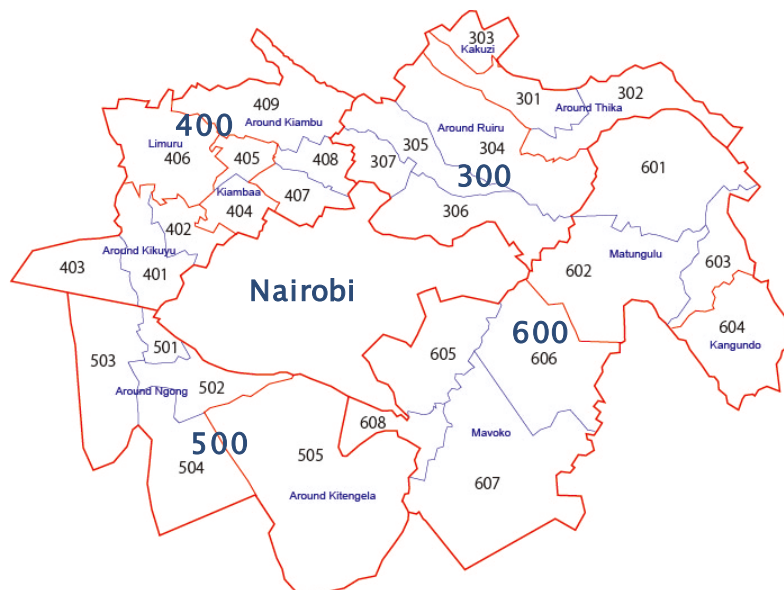 303
Kakuzi
301
302
Around Thika
409
400
Around Kiambu
Around Ruiru
Limuru
406
405
408
307
305
304
300
601
Kiambaa
404
407
306
402
Around Kikuyu
403
401
Matungulu
602
603
Nairobi
604
Kangundo
503
501
605
600
606
Around Ngong
502
608
Mavoko
500
504
505
607
Around Kitengela